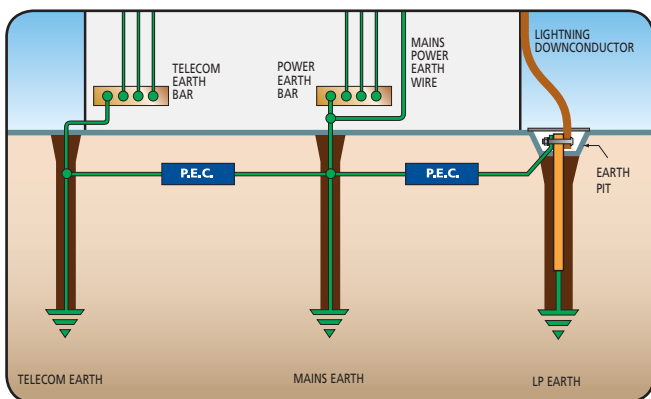 TELECOM
EARTH
BAR
POWER
EARTH
BAR
MAINS
POWER
EARTH
WIRE
LIGHTNING
DOWNCONDUCTOR
P.E.C.
P.E.C.
EARTH
PIT
TELECOM EARTH
MAINS EARTH
LP EARTH